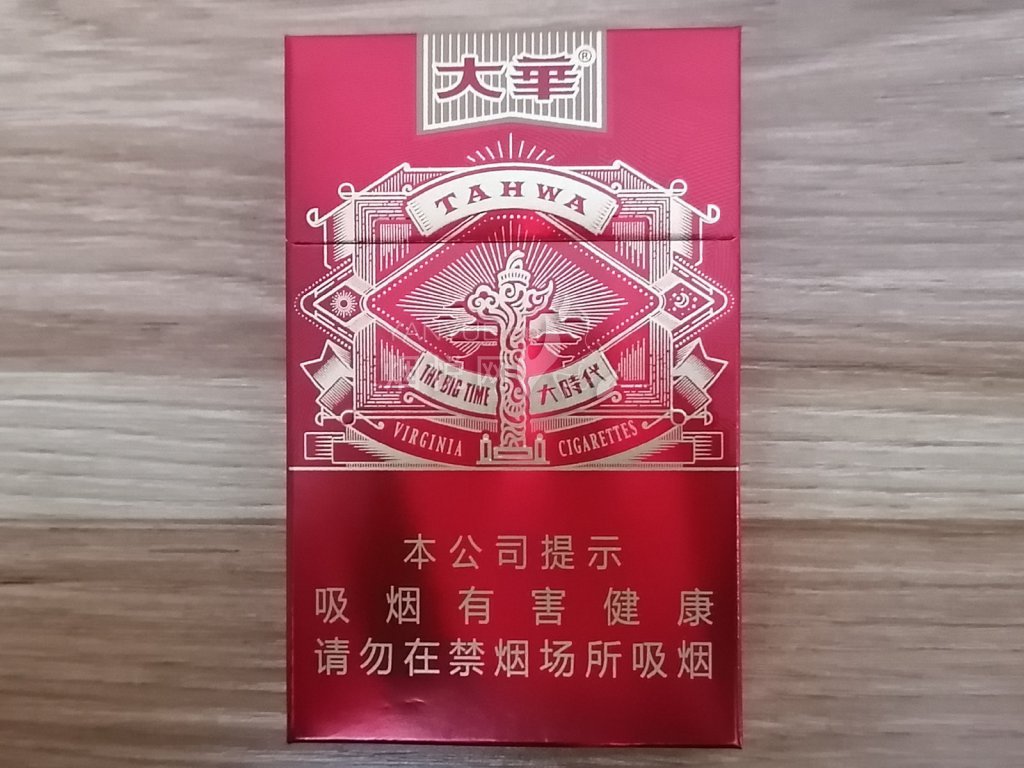 大華®
TAHWA
THE BIG TIME 大時代
VIRGINIA CIGARETTES
本公司提示
吸烟有害健康
请勿在禁烟场所吸烟